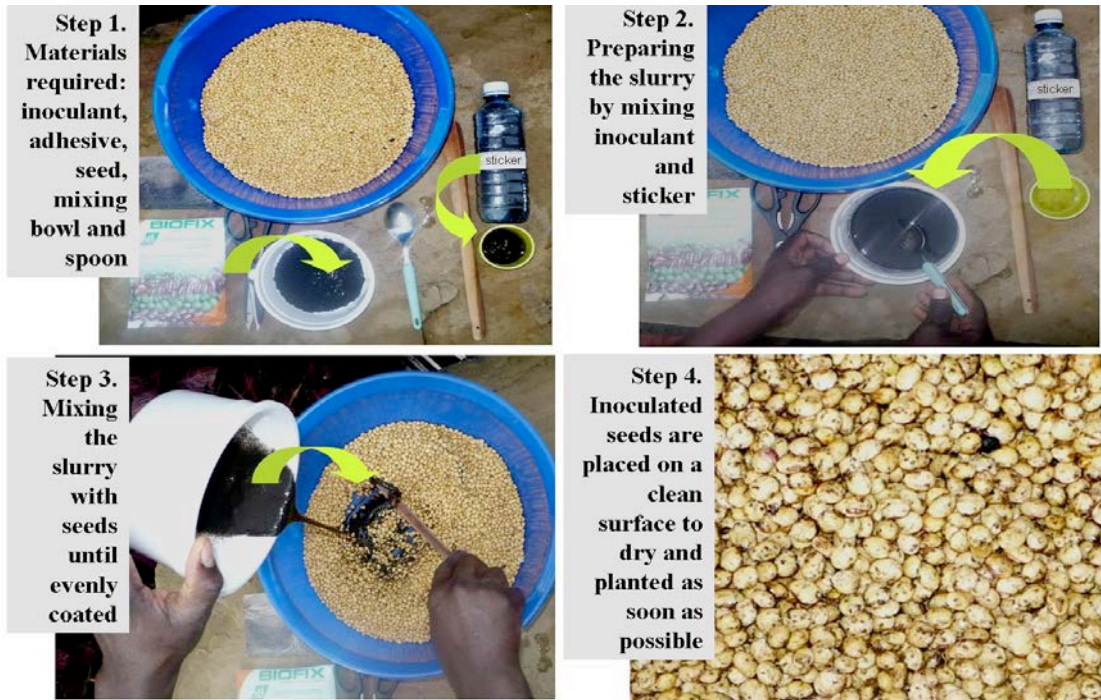 Step 1.
Materials
required:
inoculant,
adhesive,
seed,
mixing
bowl and
spoon
sticker
BIOFIX
Step 2.
Preparing
the slurry
by mixing
inoculant
and
sticker
sticker
Step 3.
Mixing
the
slurry
with
seeds
until
evenly
coated
BIOFIX
Step 4.
Inoculated
seeds are
placed on a
clean
surface to
dry and
planted as
soon as
possible